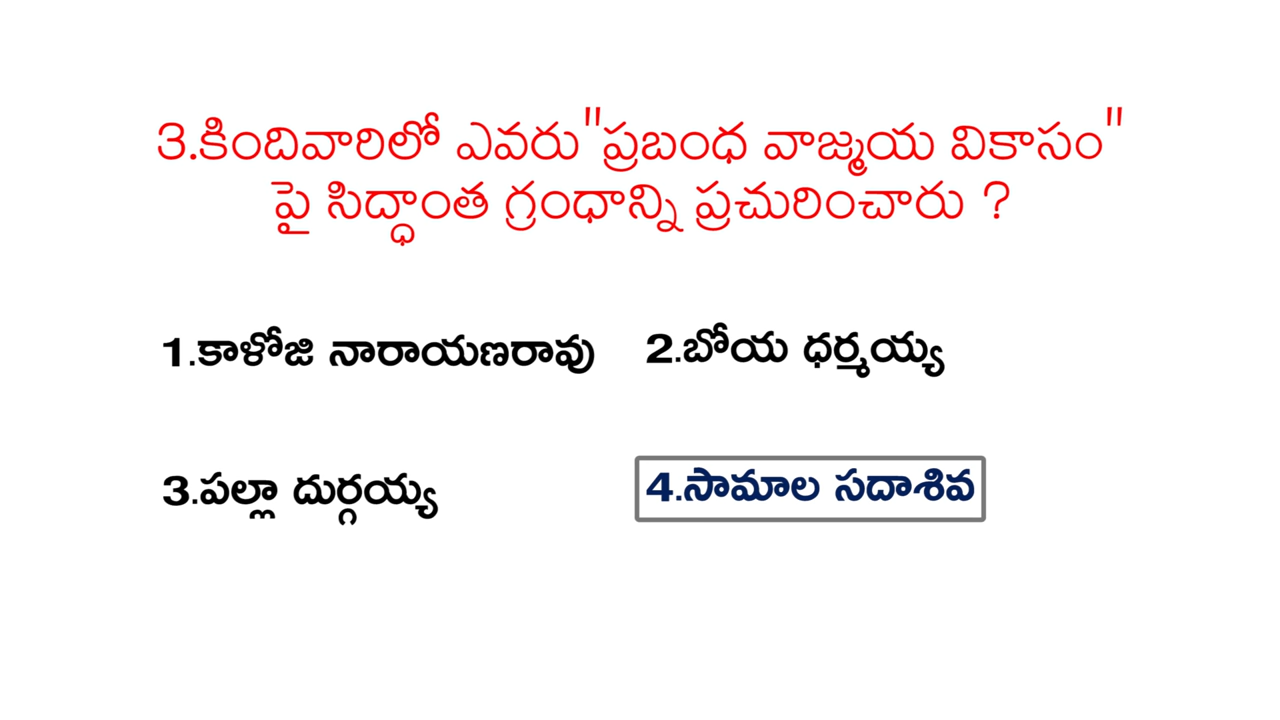 3.కిందివారిలో ఎవరు"ప్రబంధ వాజ్మయ వికాసం"
పై సిద్ధాంత గ్రంధాన్ని ప్రచురించారు ?
1.కాళోజి నారాయణరావు
2.బోయ ధర్మయ్య
3.పల్లా దుర్గయ్య
4.సామాల సదాశివ